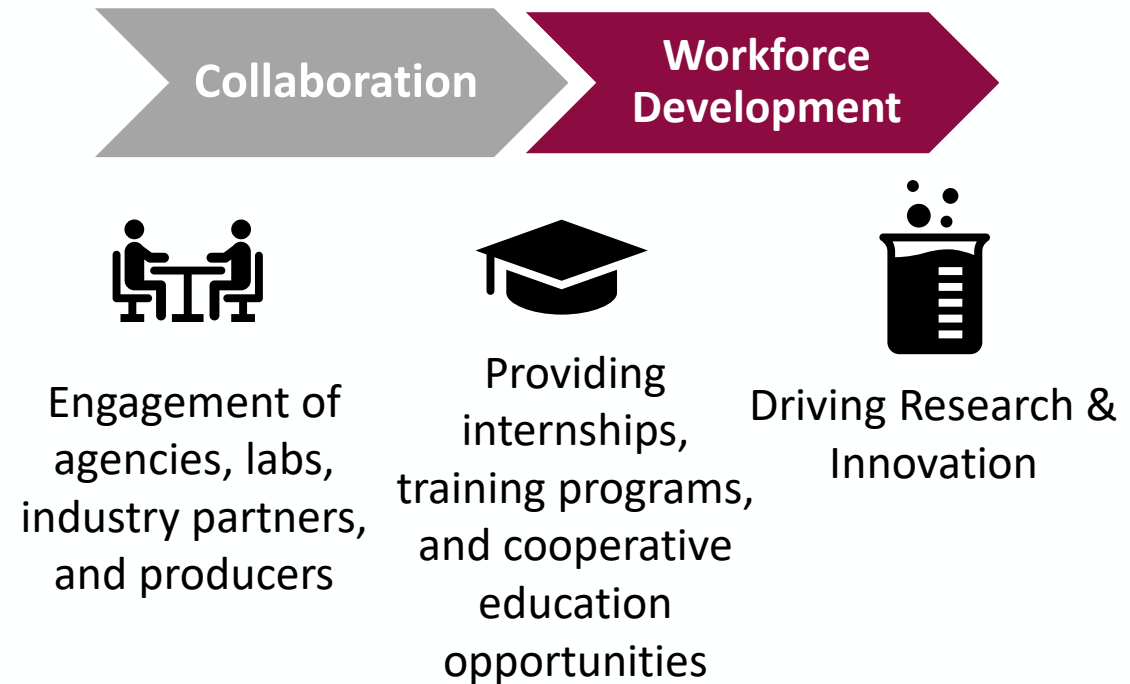 Collaboration
Workforce
Development
Engagement of
agencies, labs,
industry partners,
and producers
Providing
internships,
training programs,
and cooperative
education
opportunities
Driving Research &
Innovation